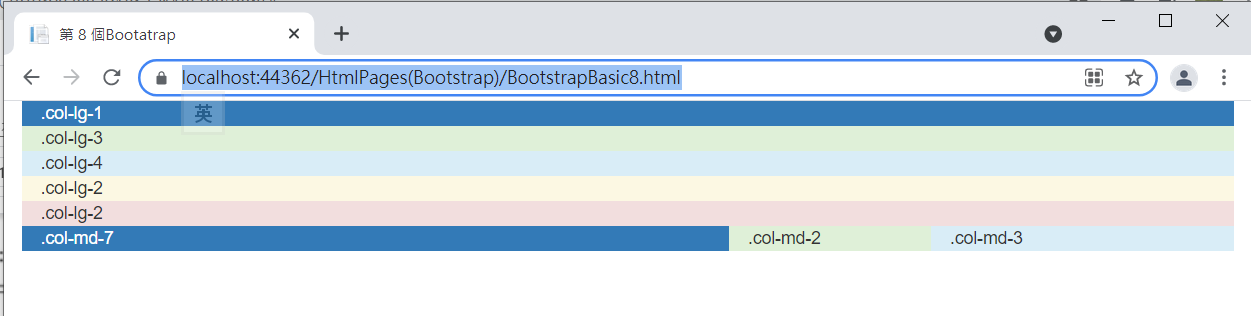 第 8 個Bootatrap
localhost:44362/HtmlPages(Bootstrap)/BootstrapBasic8.html
英
.col-lg-1
.col-lg-3
.col-lg-4
.col-lg-2
.col-lg-2
.col-md-7 .col-md-2 .col-md-3